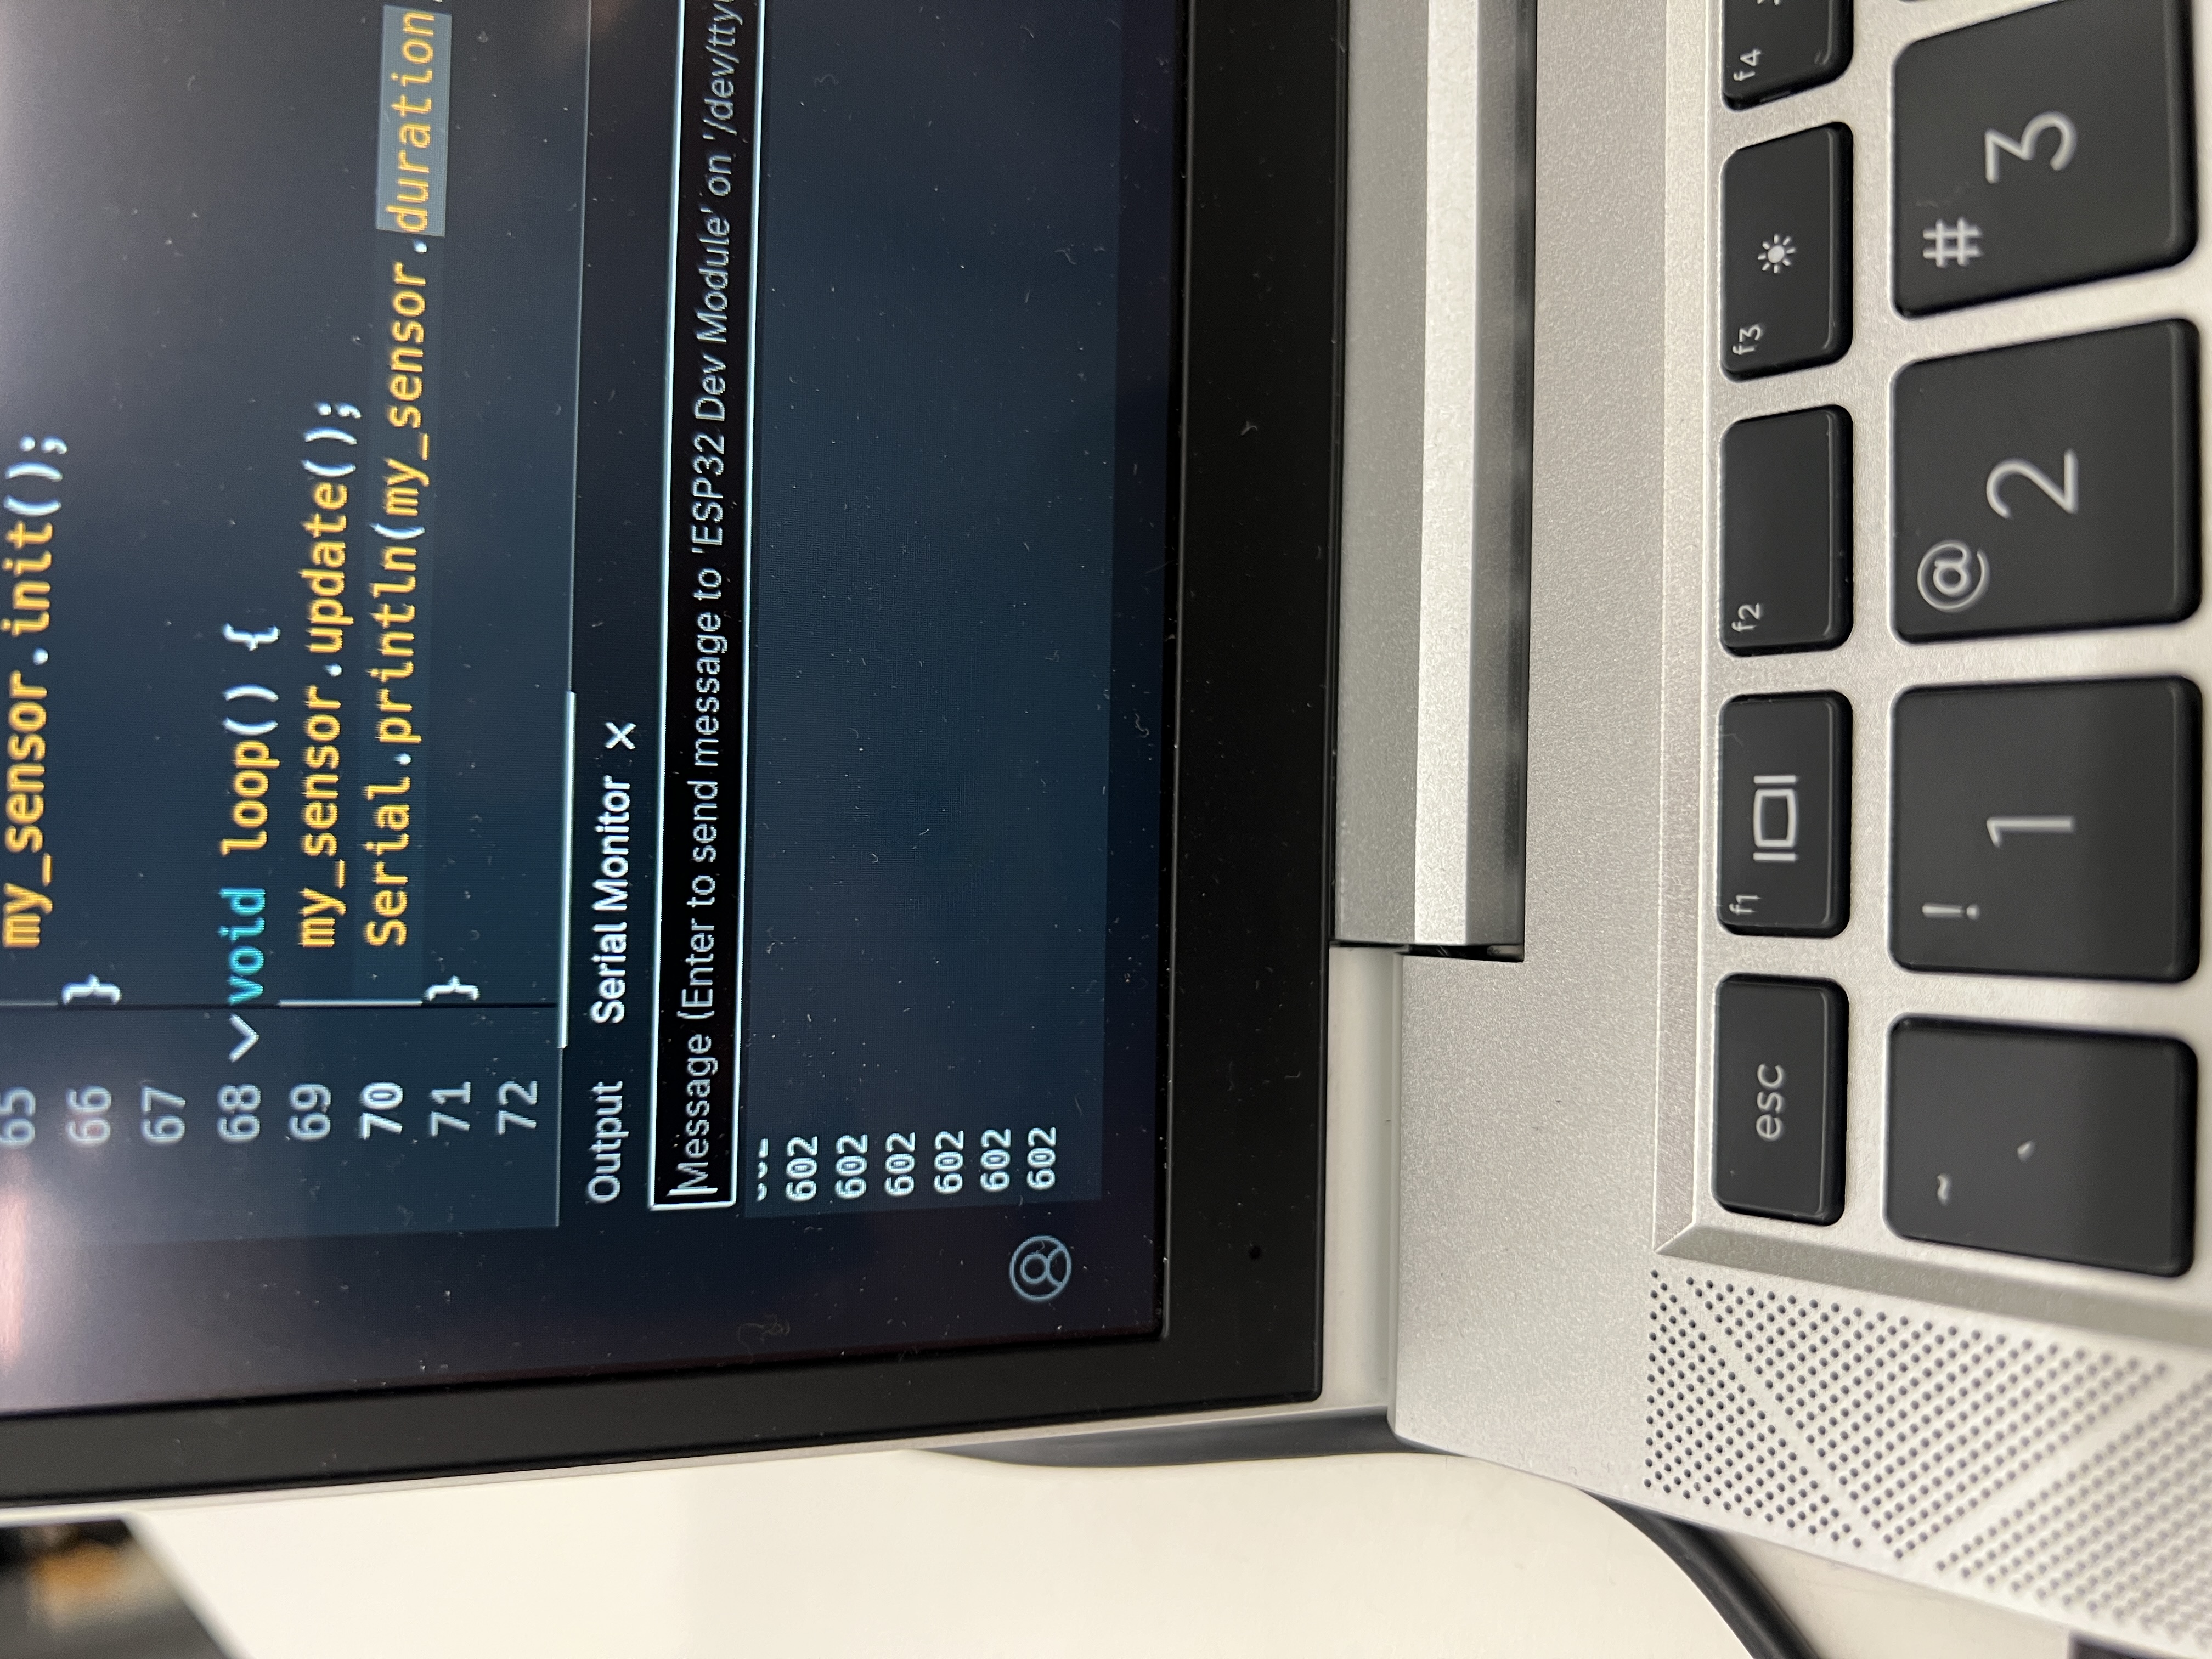 65 my_sensor.init();
66 }
67
68 void loop() {
69 my_sensor.update();
70 Serial.println(my_sensor.duration
71 }
72
Output Serial Monitor
Message (Enter to send message to 'ESP32 Dev Module' on '/dev/tty
602
602
602
602
602
602
esc f1 f2 f3 f4
~ ` ! 1 @ 2 # 3